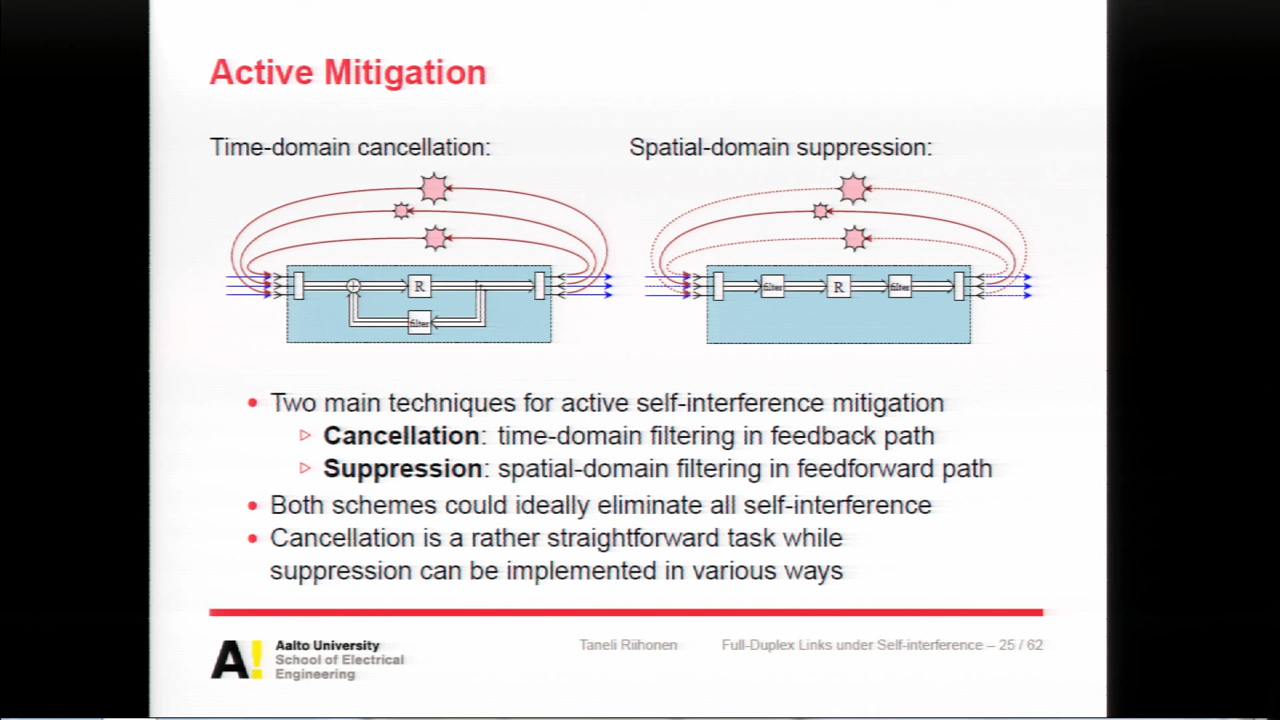 Active Mitigation
Time-domain cancellation:
Spatial-domain suppression:
R
filter
filter
R
filter
Two main techniques for active self-interference mitigation
Cancellation: time-domain filtering in feedback path
Suppression: spatial-domain filtering in feedforward path
Both schemes could ideally eliminate all self-interference
Cancellation is a rather straightforward task while
suppression can be implemented in various ways
A!
Aalto University
School of Electrical
Engineering
Taneli Riihonen
Full-Duplex Links under Self-interference – 25 / 62